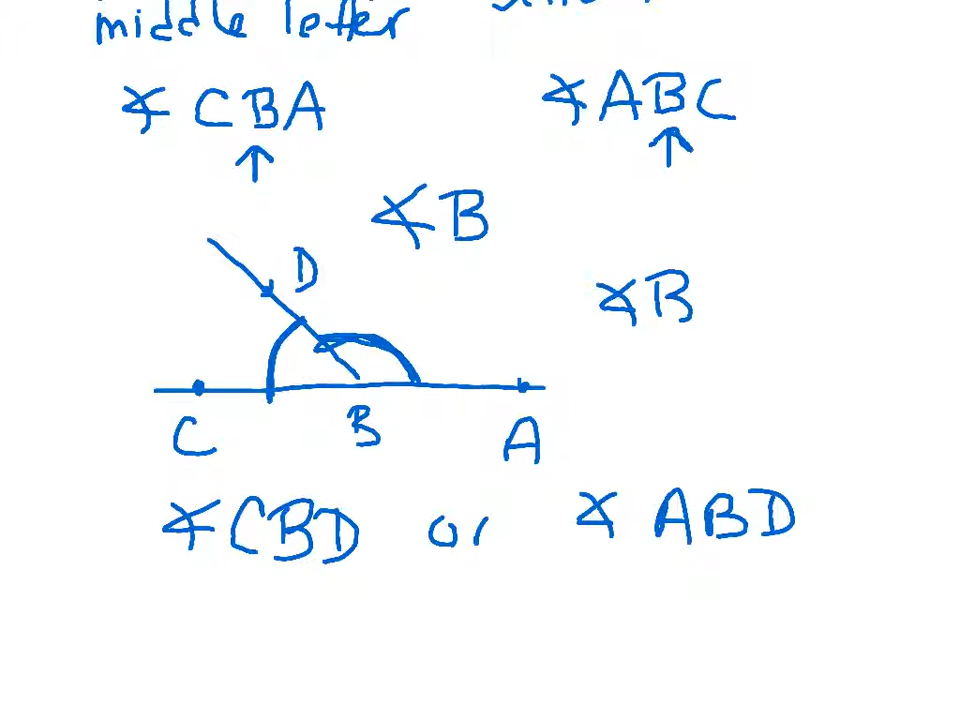 middle letter
∡ CBA ∡ABC
∡B
D
∡B
C B A
∡CBD or ∡ ABD